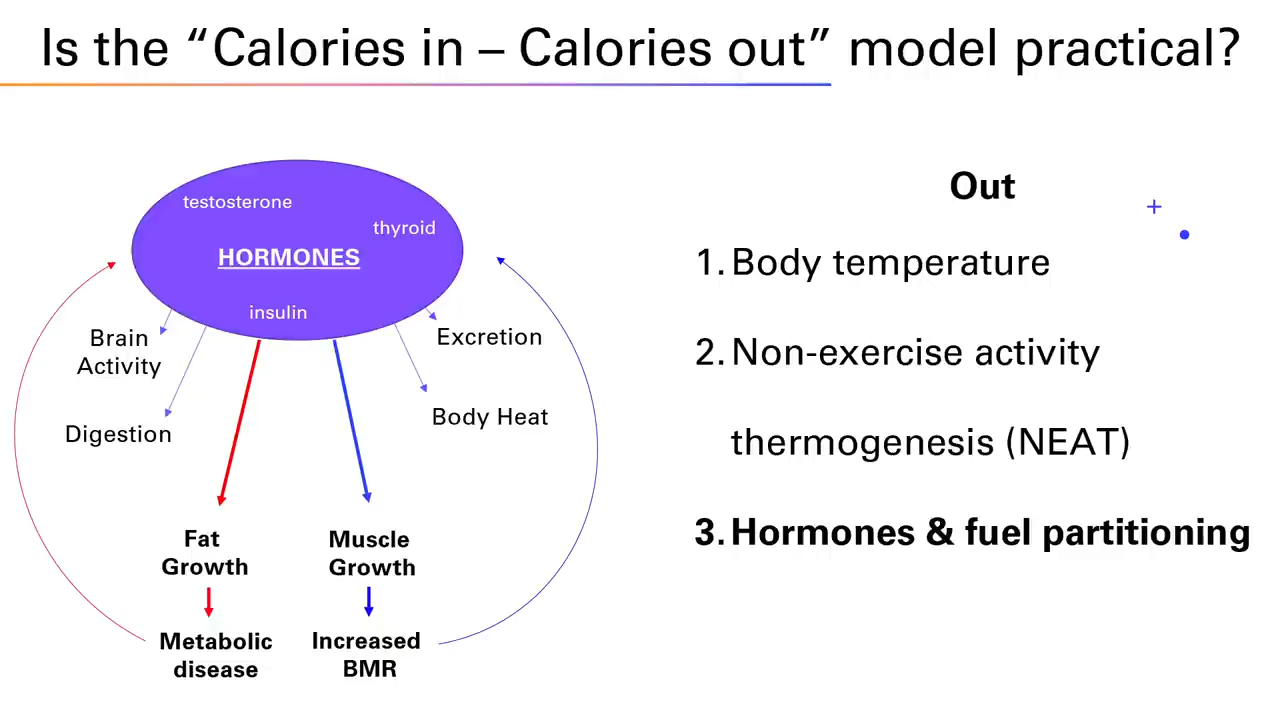 Is the “Calories in – Calories out” model practical?
testosterone
thyroid
HORMONES
insulin
Brain
Activity
Excretion
Digestion
Body Heat
Fat
Growth
Muscle
Growth
Metabolic
disease
Increased
BMR
Out
1. Body temperature
2. Non-exercise activity
thermogenesis (NEAT)
3. Hormones & fuel partitioning